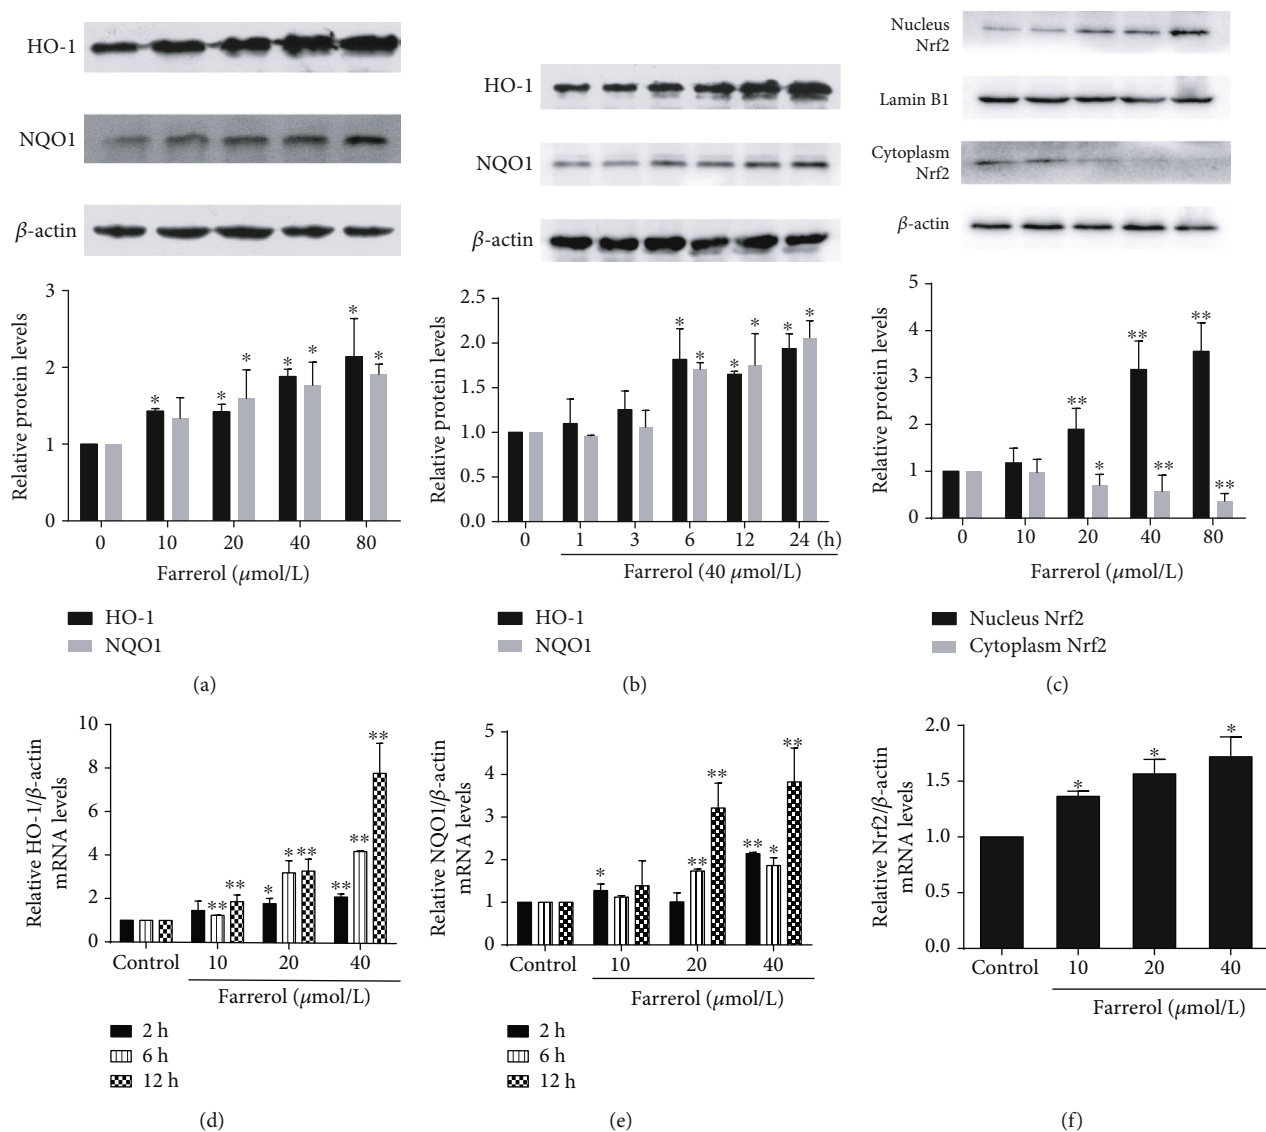 HO-1
NQO1
β-actin
Relative protein levels
3
2
1
0
* * * * * * *
0 10 20 40 80
Farrerol (μmol/L)
HO-1
NQO1
(a)
HO-1
NQO1
β-actin
Relative protein levels
2.5
2.0
1.5
1.0
0.5
0.0
* * * * * *
0 1 3 6 12 24 (h)
Farrerol (40 μmol/L)
HO-1
NQO1
(b)
Nucleus
Nrf2
Lamin B1
Cytoplasm
Nrf2
β-actin
Relative protein levels
5
4
3
2
1
0
** * ** ** ** **
0 10 20 40 80
Farrerol (μmol/L)
Nucleus Nrf2
Cytoplasm Nrf2
(c)
Relative HO-1/β-actin
mRNA levels
10
8
6
4
2
0
** ** * * ** ** ** **
Control 10 20 40
Farrerol (μmol/L)
2 h
6 h
12 h
(d)
Relative NQO1/β-actin
mRNA levels
5
4
3
2
1
0
* ** ** ** * **
Control 10 20 40
Farrerol (μmol/L)
2 h
6 h
12 h
(e)
Relative Nrf2/β-actin
mRNA levels
2.0
1.5
1.0
0.5
0.0
* * *
Control 10 20 40
Farrerol (μmol/L)
(f)